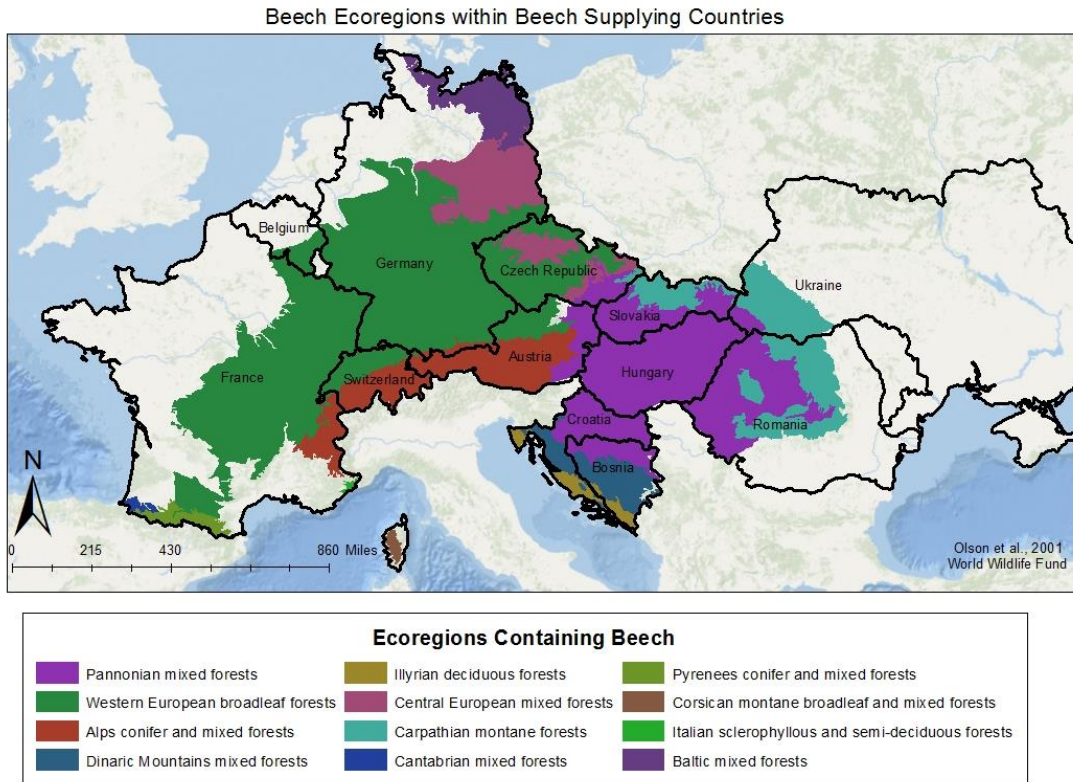 Beech Ecoregions within Beech Supplying Countries
Belgium
Germany
Czech Republic
Ukraine
Slovakia
Austria
France
Switzerland
Hungary
Croatia
Romania
Bosnia
N
0 215 430 860 Miles
Olson et al., 2001
World Wildlife Fund
Ecoregions Containing Beech
Pannonian mixed forests
Western European broadleaf forests
Alps conifer and mixed forests
Dinaric Mountains mixed forests
Illyrian deciduous forests
Central European mixed forests
Carpathian montane forests
Cantabrian mixed forests
Pyrenees conifer and mixed forests
Corsican montane broadleaf and mixed forests
Italian sclerophyllous and semi-deciduous forests
Baltic mixed forests